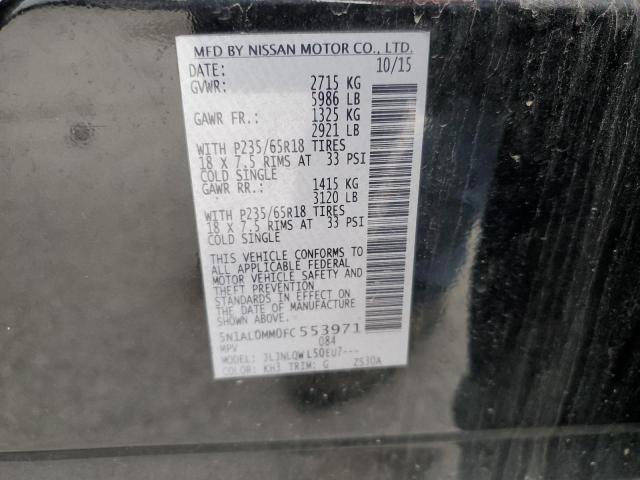 MFD BY NISSAN MOTOR CO., LTD.
DATE: 10/15
GVWR: 2715 KG
5986 LB
GAWR FR.: 1325 KG
2921 LB
WITH P235/65R18 TIRES
18 X 7.5 RIMS AT 33 PSI
COLD SINGLE
GAWR RR.: 1415 KG
3120 LB
WITH P235/65R18 TIRES
18 X 7.5 RIMS AT 33 PSI
COLD SINGLE
THIS VEHICLE CONFORMS TO
ALL APPLICABLE FEDERAL
MOTOR VEHICLE SAFETY AND
THEFT PREVENTION
STANDARDS IN EFFECT ON
THE DATE OF MANUFACTURE
SHOWN ABOVE.
5N1AL0MM0FC553971
MPV 084
MODEL: JLJNLQWL50EU7---
COLOR: KH3 TRIM: G Z530A